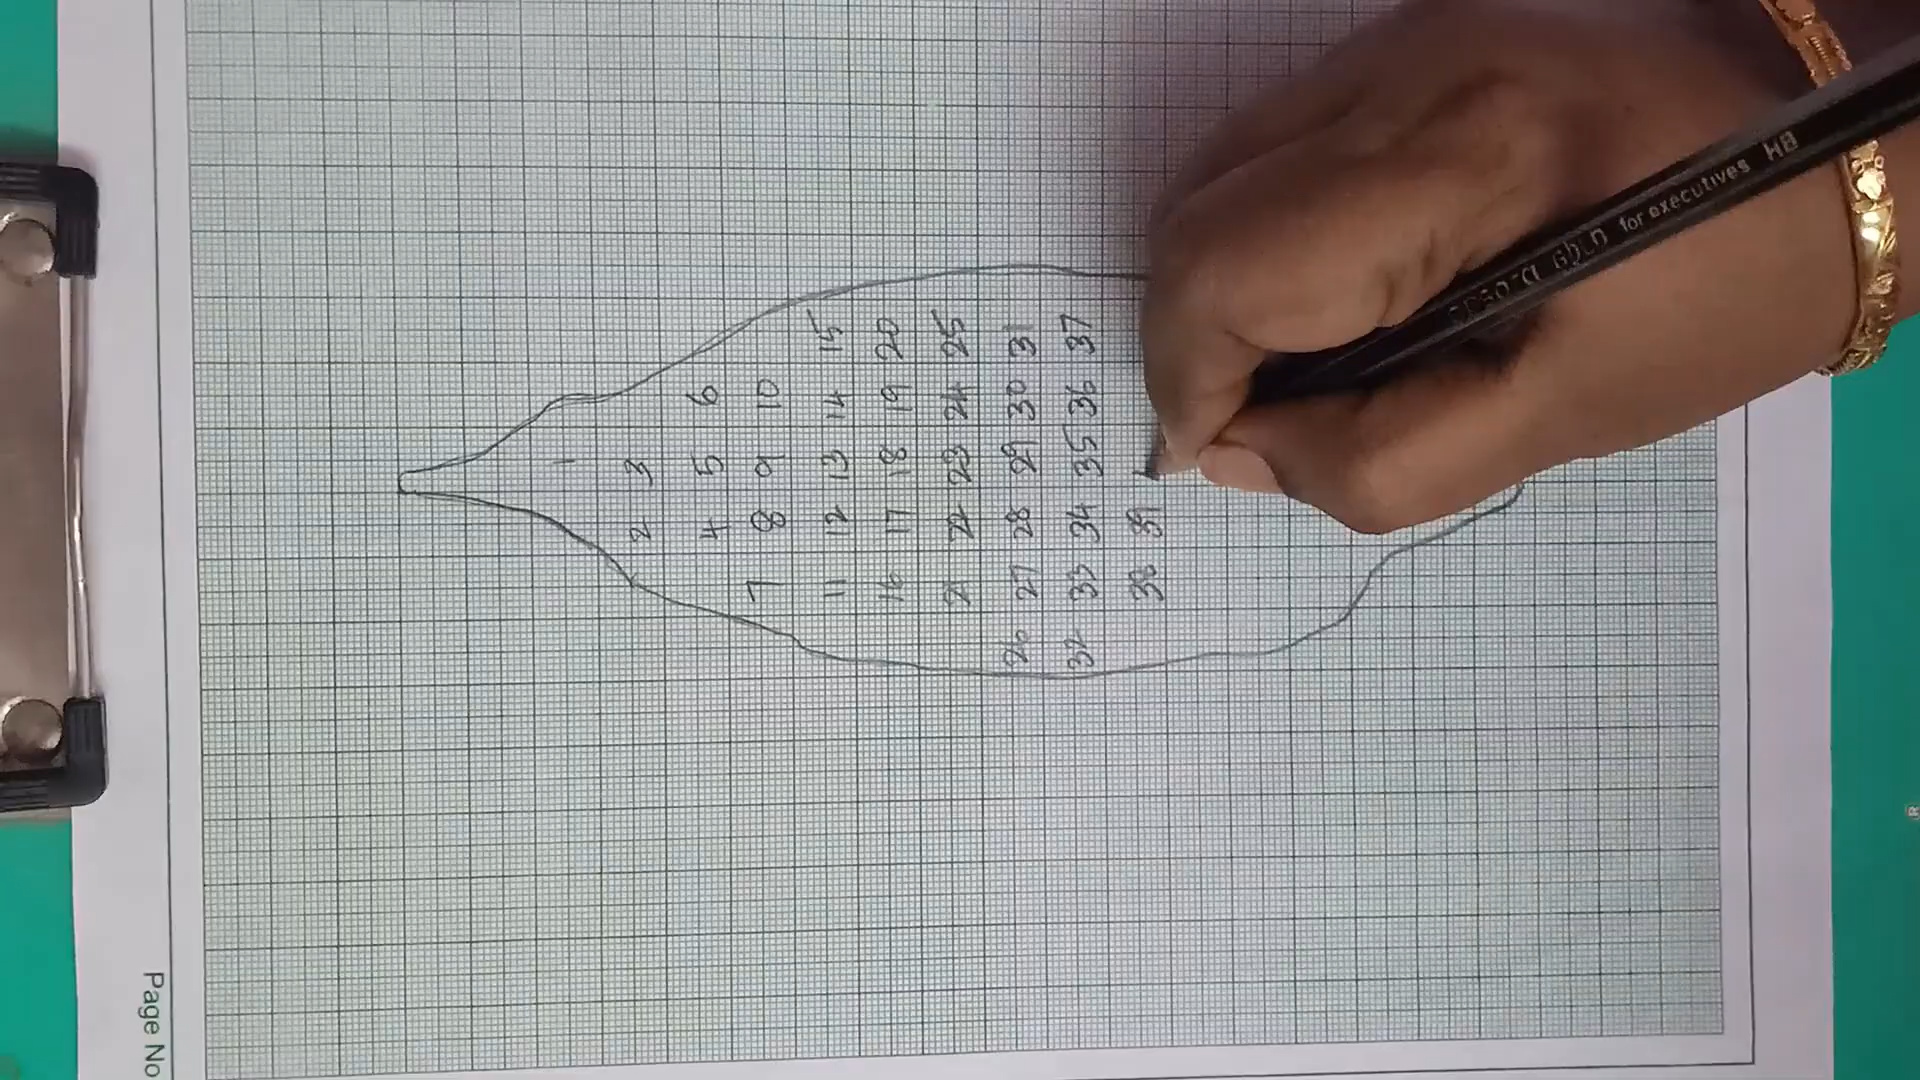 1
2 3
4 5 6
7 8 9 10
11 12 13 14 15
16 17 18 19 20
21 22 23 24 25
26 27 28 29 30 31
32 33 34 35 36 37
38 39
for executives HB
Page No